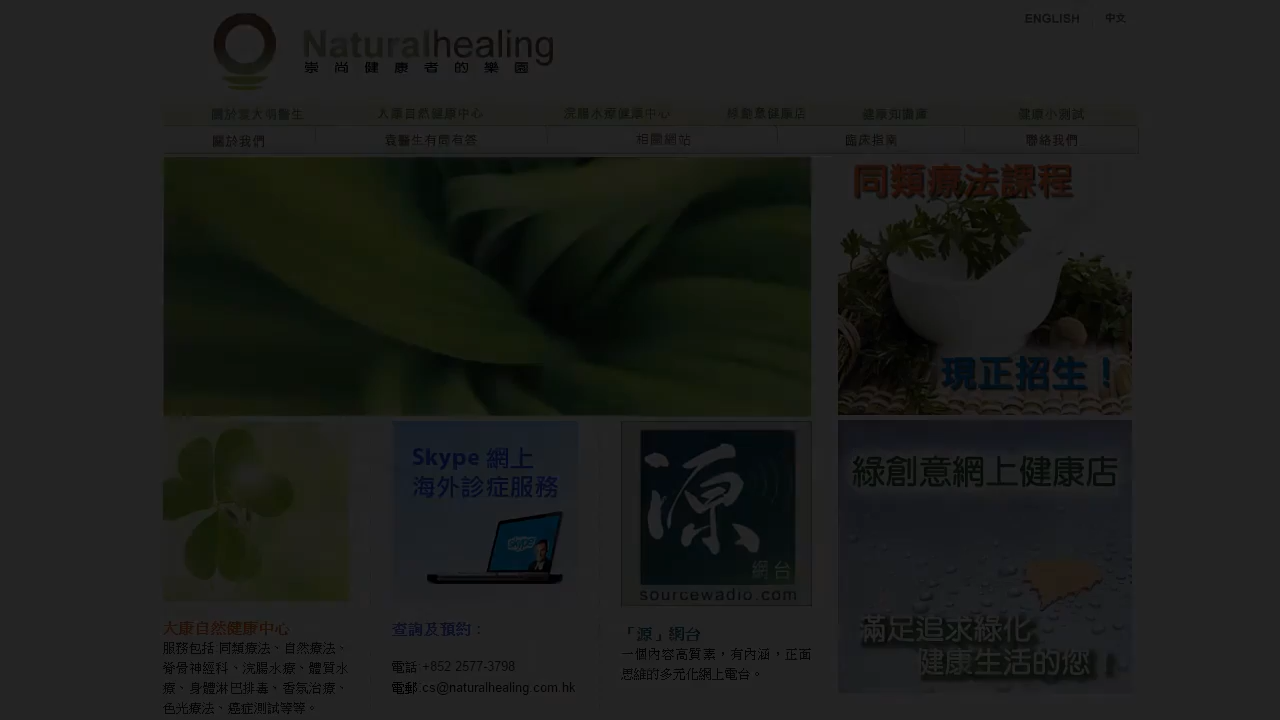 ENGLISH 中文
Naturalhealing
崇尚健康者的樂園
關於袁大明醫生 大康自然健康中心 浣腸水療健康中心 綠創意健康店 健康知識庫 健康小測試
關於我們 袁醫生有問有答 相關網站 臨床指南 聯絡我們
同類療法課程
現正招生！
Skype 網上
海外診症服務
skype
源
網台
sourcewadio.com
綠創意網上健康店
滿足追求綠化
健康生活的您！
大康自然健康中心
服務包括:同類療法、自然療法、
脊骨神經科、浣腸水療、體質水
療、身體淋巴排毒、香氛治療、
色光療法、癌症測試等等。
查詢及預約：
電話:+852 2577-3798
電郵:cs@naturalhealing.com.hk
「源」網台
一個內容高質素，有內涵，正面
思維的多元化網上電台。